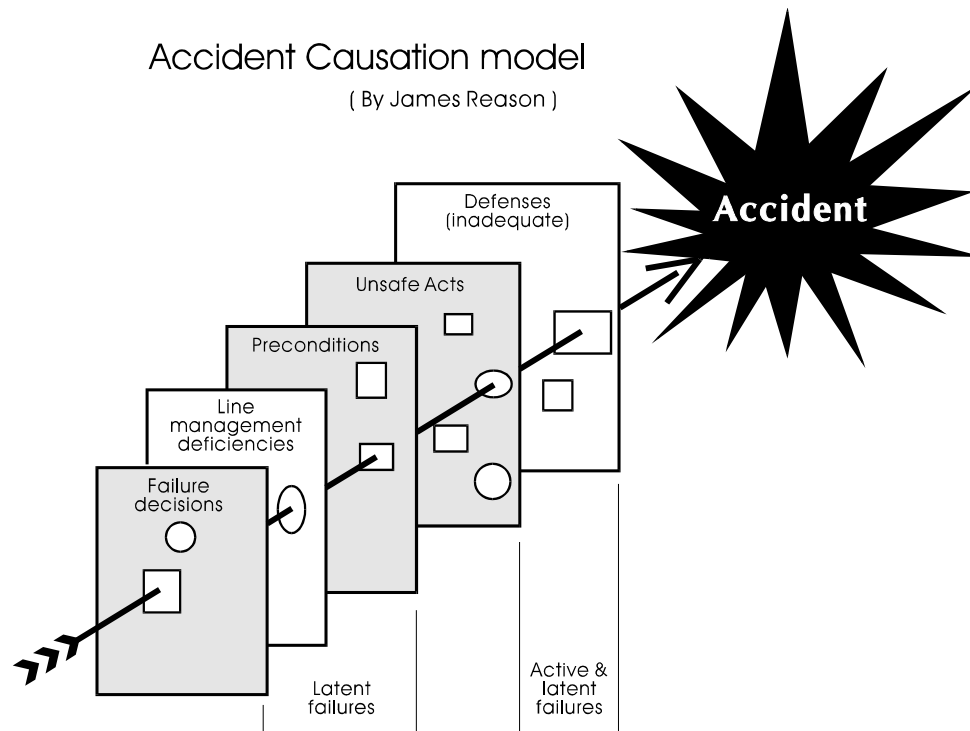 Accident Causation model
( By James Reason )
Defenses
(inadequate)
Accident
Unsafe Acts
Preconditions
Line
management
deficiencies
Failure
decisions
Latent
failures
Active &
latent
failures